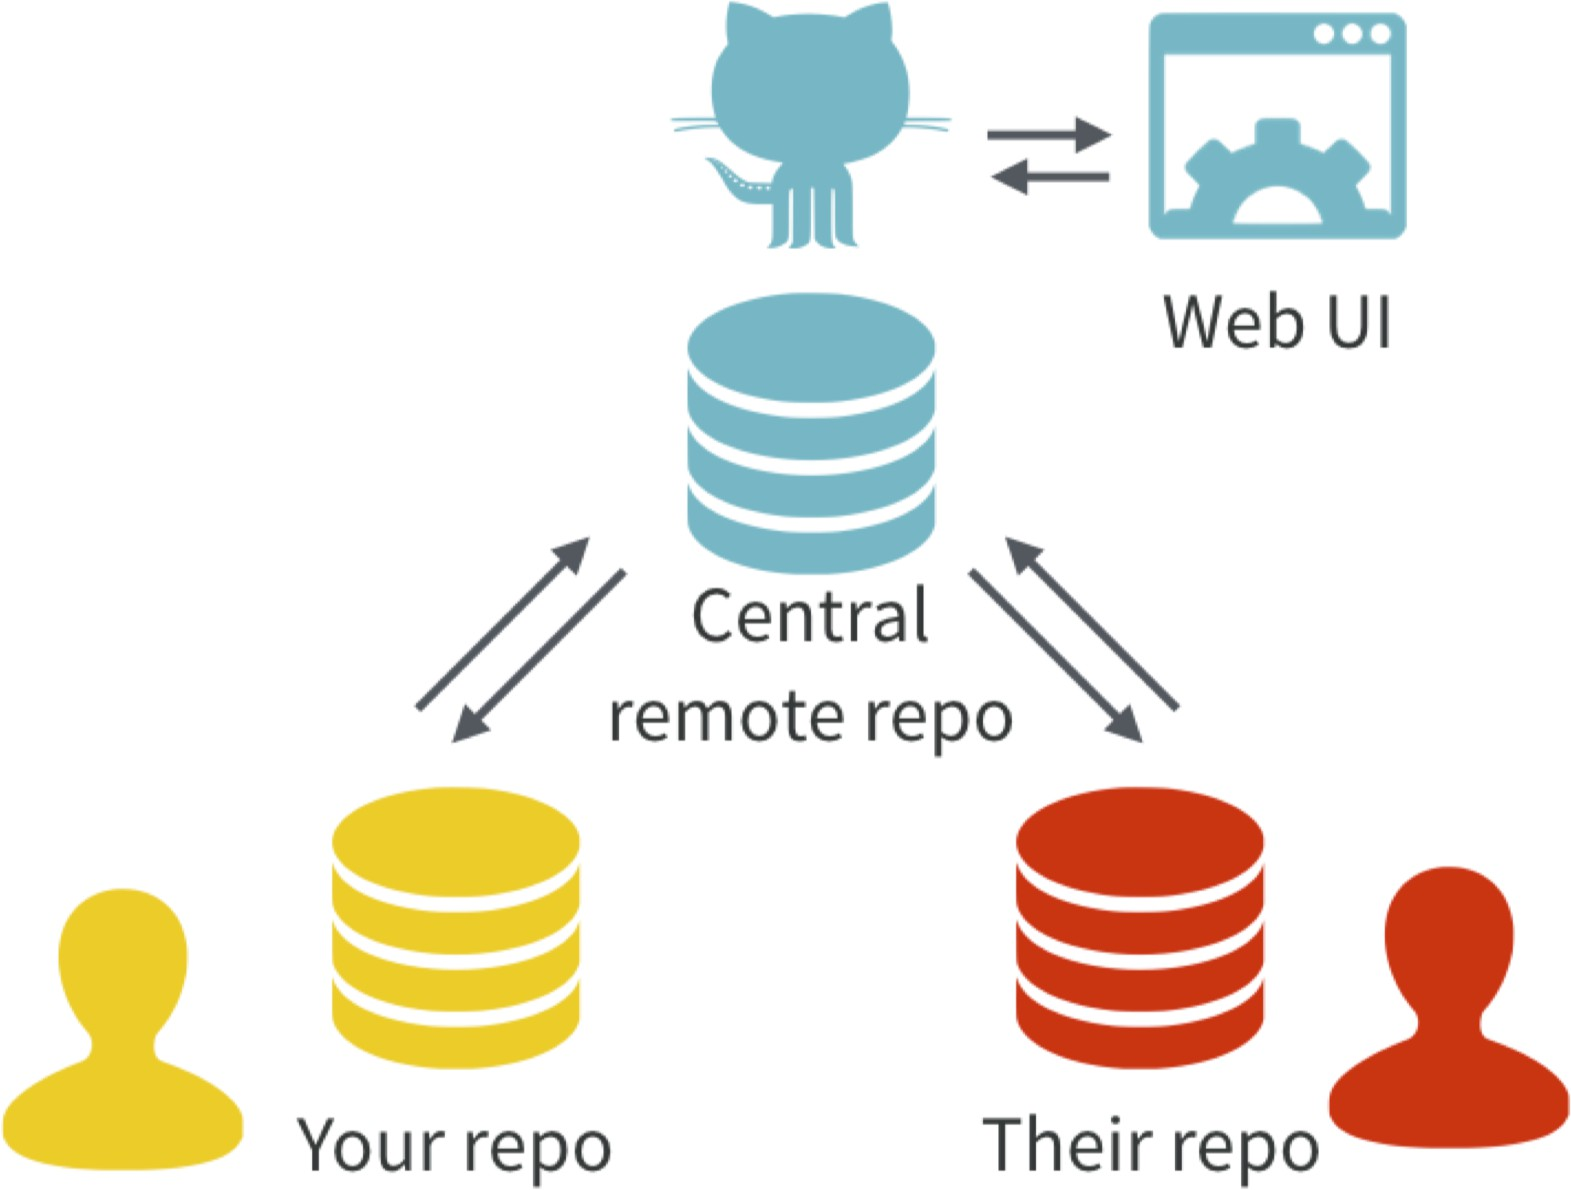 Web UI
Central
remote repo
Your repo
Their repo